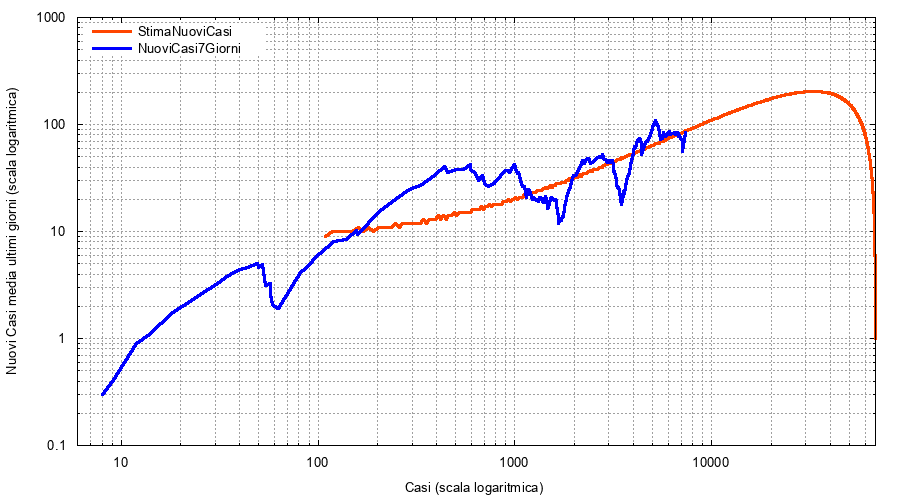 StimaNuoviCasi
NuoviCasi7Giorni
Nuovi Casi media ultimi giorni (scala logaritmica)
1000
100
10
1
0.1
10
100
1000
10000
Casi (scala logaritmica)